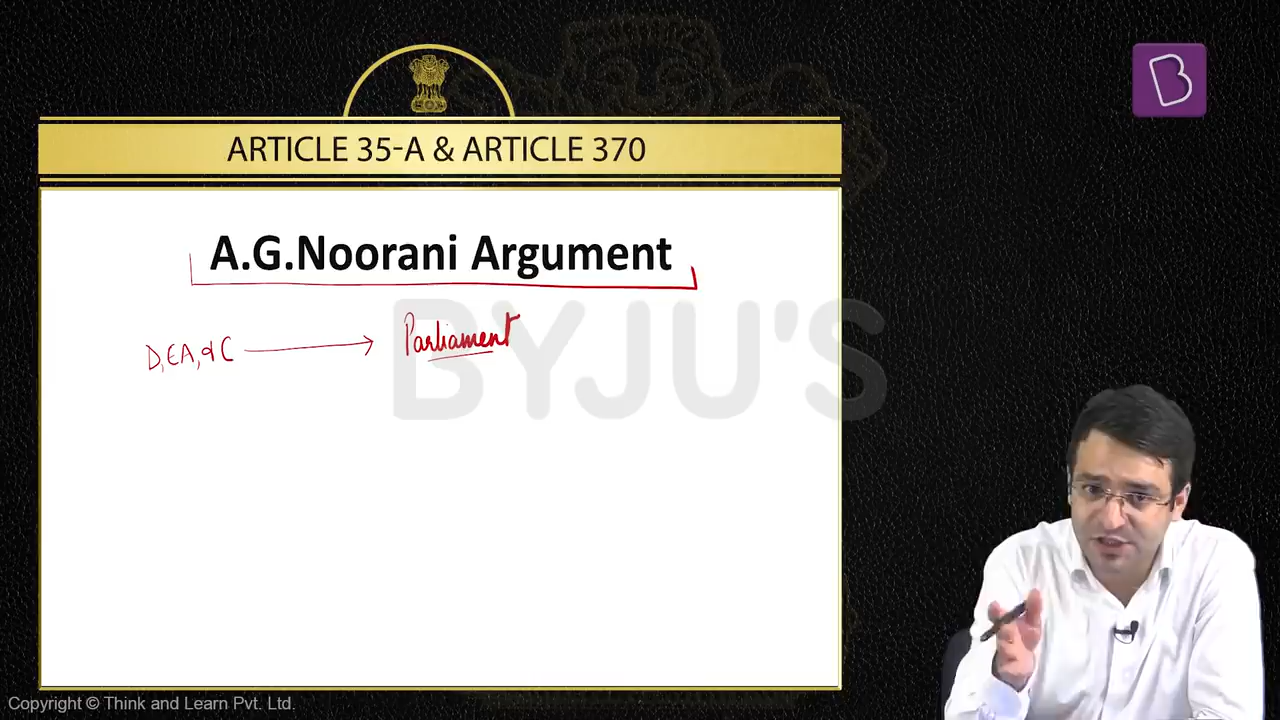 ARTICLE 35-A & ARTICLE 370
A.G.Noorani Argument
D,EA,&C Parliament
BYJU'S
Copyright © Think and Learn Pvt. Ltd.